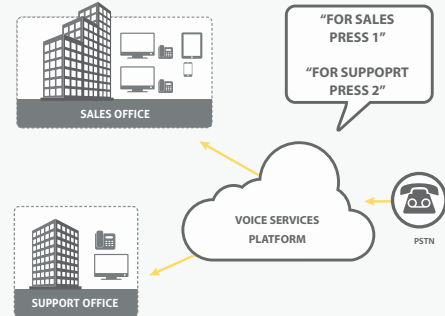 “FOR SALES
PRESS 1”
“FOR SUPPOPRT
PRESS 2”
SALES OFFICE
VOICE SERVICES
PLATFORM
PSTN
SUPPORT OFFICE